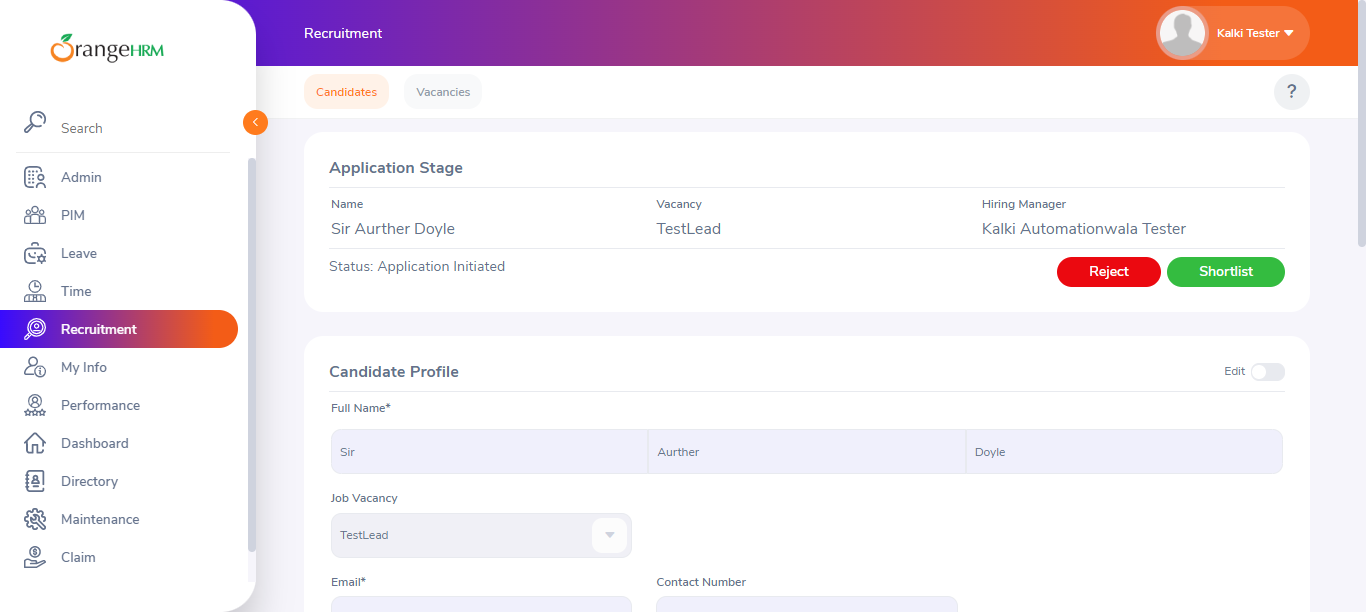 OrangeHRM
Search
Admin
PIM
Leave
Time
Recruitment
My Info
Performance
Dashboard
Directory
Maintenance
Claim
Recruitment
Kalki Tester
Candidates Vacancies ?
Application Stage
Name Vacancy Hiring Manager
Sir Aurther Doyle TestLead Kalki Automationwala Tester
Status: Application Initiated Reject Shortlist
Candidate Profile Edit
Full Name*
Sir Aurther Doyle
Job Vacancy
TestLead
Email* Contact Number